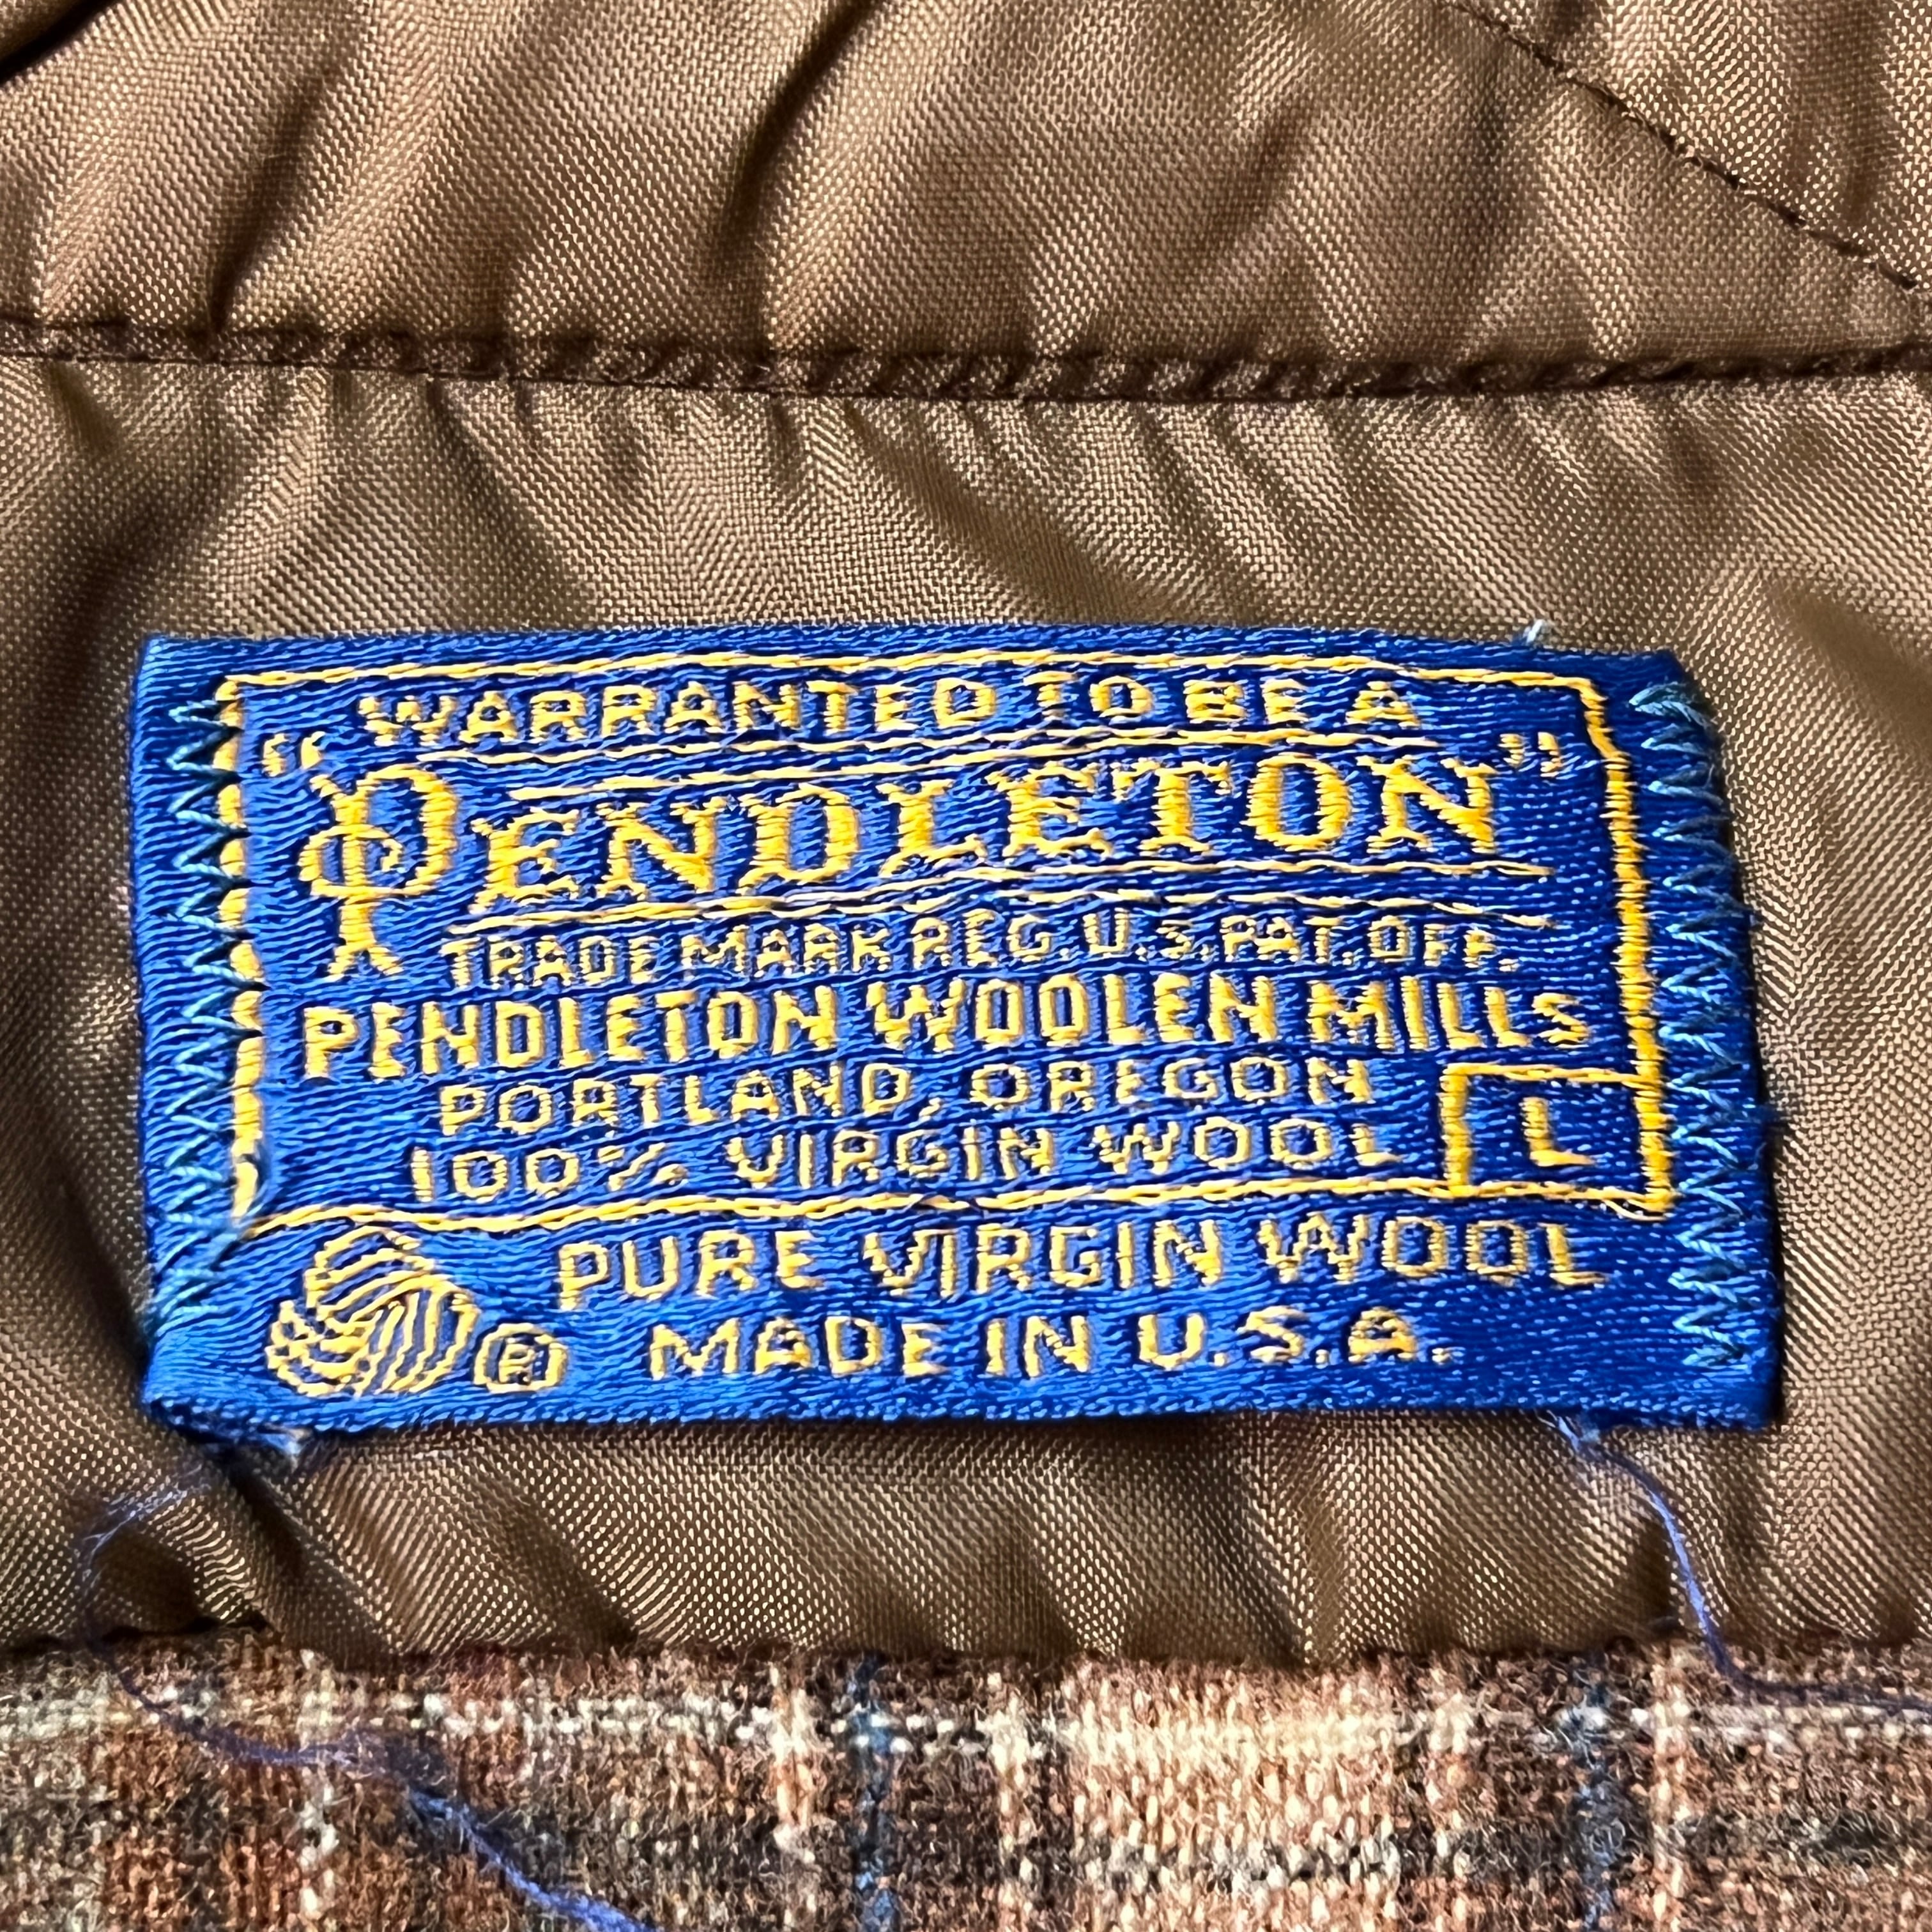 WARRANTED TO BE A
"PENDLETON"
TRADE MARK REG. U.S. PAT. OFF.
PENDLETON WOOLEN MILLS
PORTLAND, OREGON
100% VIRGIN WOOL
L
PURE VIRGIN WOOL
® MADE IN U.S.A.